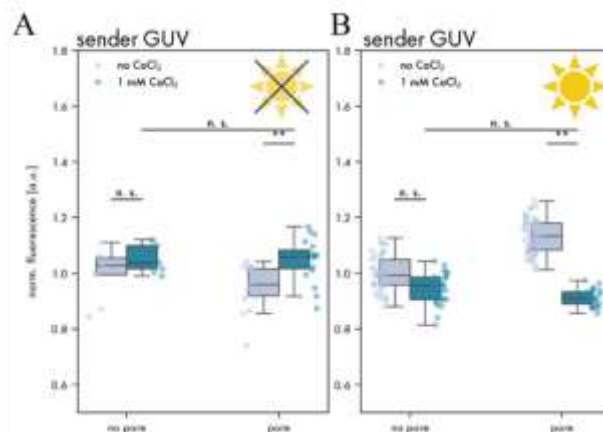 A
sender GUV
no CaCl₂
1 mM CaCl₂
n. s.
**
n. s.
norm. fluorescence [a.u.]
1.8
1.6
1.4
1.2
1.0
0.8
0.6
no pore
pore
B
sender GUV
no CaCl₂
1 mM CaCl₂
n. s.
**
n. s.
1.8
1.6
1.4
1.2
1.0
0.8
0.6
no pore
pore